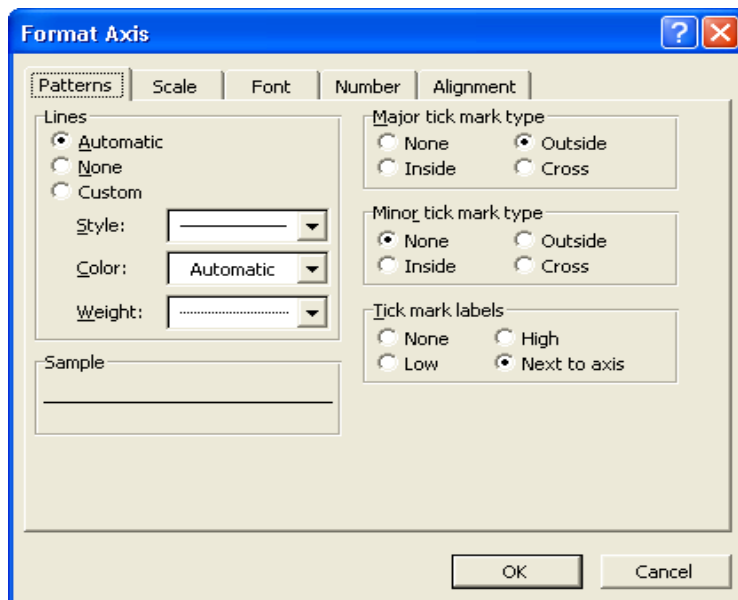 Format Axis
?
Patterns Scale Font Number Alignment
Lines
Automatic
None
Custom
Style:
Color: Automatic
Weight:
Sample
Major tick mark type
None Outside
Inside Cross
Minor tick mark type
None Outside
Inside Cross
Tick mark labels
None High
Low Next to axis
OK Cancel